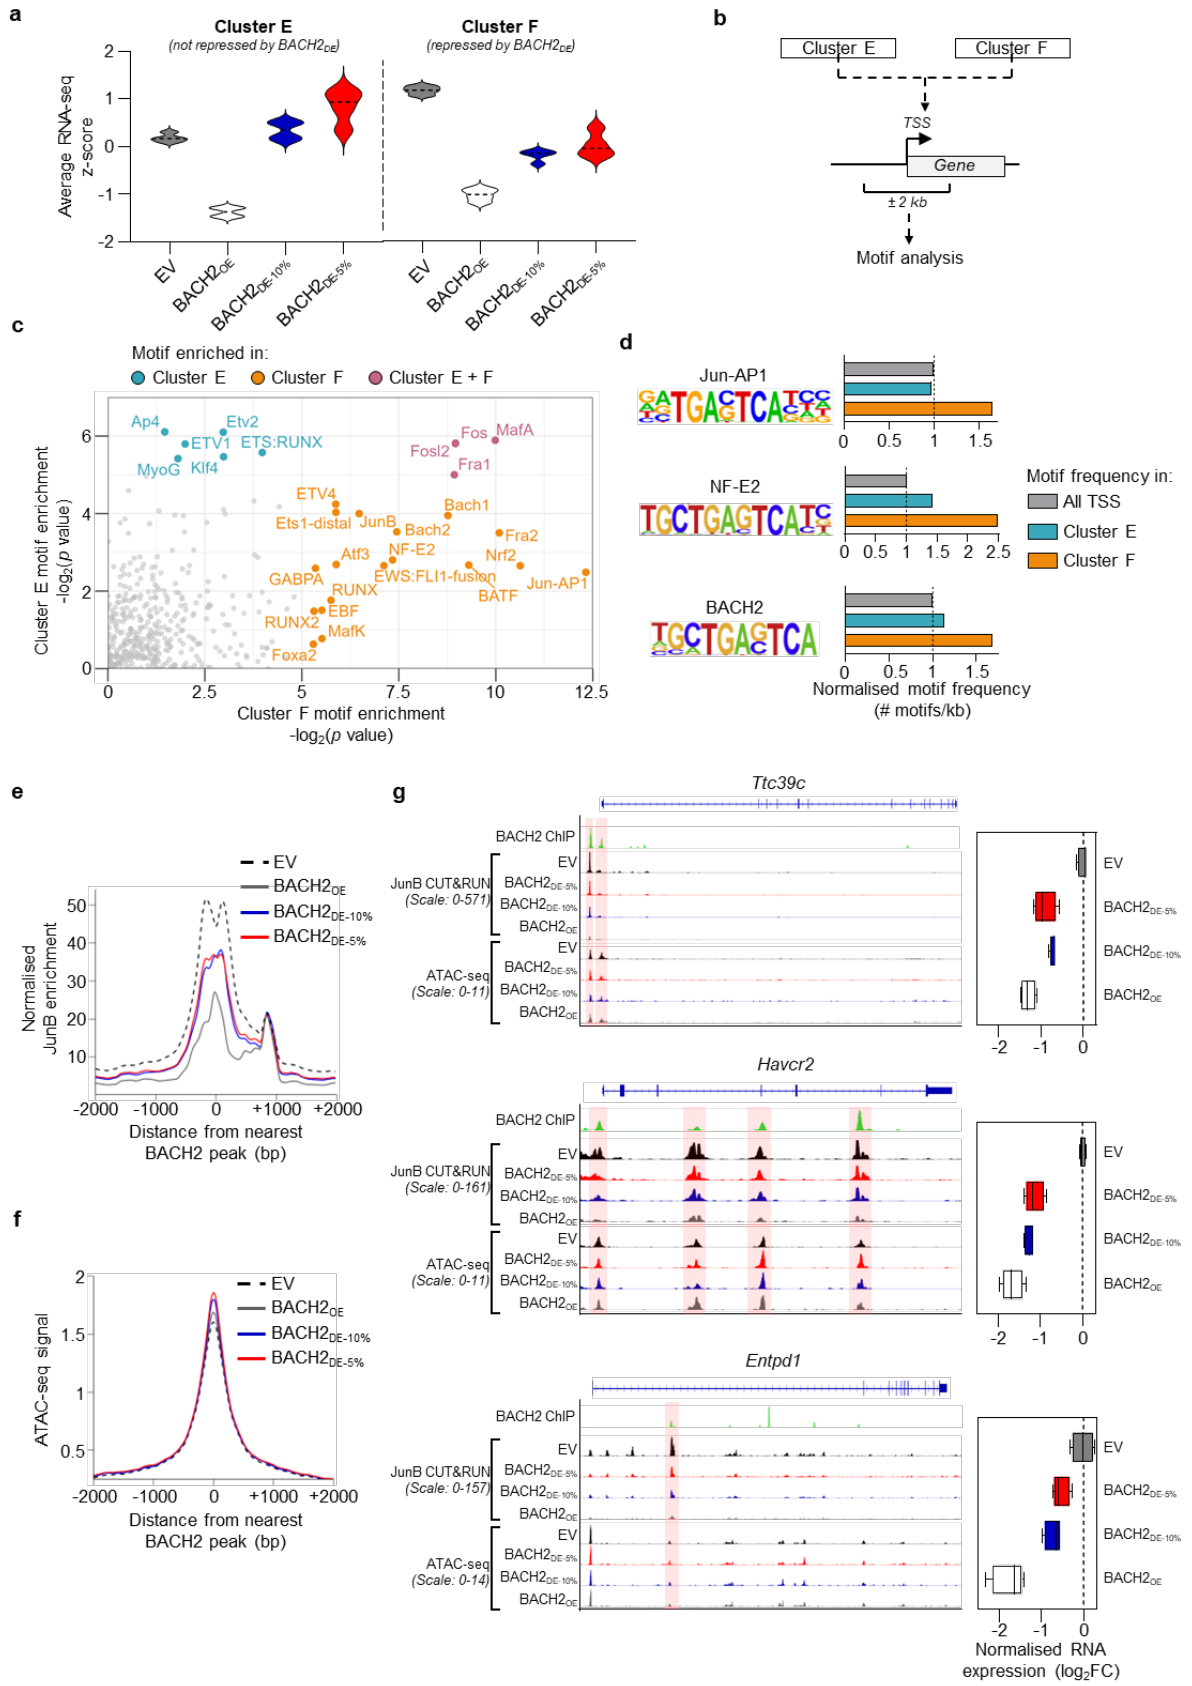 a
Cluster E
(not repressed by BACH2DE)
Cluster F
(repressed by BACH2DE)
Average RNA-seq
z-score
2
1
0
-1
-2
EV
BACH2OE
BACH2DE-10%
BACH2DE-5%
EV
BACH2OE
BACH2DE-10%
BACH2DE-5%
b
Cluster E
Cluster F
TSS
Gene
± 2 kb
Motif analysis
c
Motif enriched in:
Cluster E
Cluster F
Cluster E + F
Cluster E motif enrichment
-log2(p value)
6
4
2
0
Ap4
Etv2
ETV1
ETS:RUNX
MyoG
Klf4
Fos
MafA
Fosl2
Fra1
ETV4
Ets1-distal
JunB
Bach1
Bach2
Fra2
Atf3
NF-E2
Nrf2
GABPA
EWS:FLI1-fusion
Jun-AP1
BATF
RUNX
RUNX2
EBF
MafK
Foxa2
0
2.5
5
7.5
10
12.5
Cluster F motif enrichment
-log2(p value)
d
Jun-AP1
0
0.5
1
1.5
NF-E2
0
0.5
1
1.5
2
2.5
BACH2
0
0.5
1
1.5
Normalised motif frequency
(# motifs/kb)
Motif frequency in:
All TSS
Cluster E
Cluster F
e
EV
BACH2OE
BACH2DE-10%
BACH2DE-5%
Normalised
JunB enrichment
50
40
30
20
10
-2000
-1000
0
+1000
+2000
Distance from nearest
BACH2 peak (bp)
f
EV
BACH2OE
BACH2DE-10%
BACH2DE-5%
ATAC-seq signal
2
1.5
1
0.5
-2000
-1000
0
+1000
+2000
Distance from nearest
BACH2 peak (bp)
g
Ttc39c
BACH2 ChIP
JunB CUT&RUN
(Scale: 0-571)
EV
BACH2DE-5%
BACH2DE-10%
BACH2OE
ATAC-seq
(Scale: 0-11)
EV
BACH2DE-5%
BACH2DE-10%
BACH2OE
EV
BACH2DE-5%
BACH2DE-10%
BACH2OE
-2
-1
0
Havcr2
BACH2 ChIP
JunB CUT&RUN
(Scale: 0-161)
EV
BACH2DE-5%
BACH2DE-10%
BACH2OE
ATAC-seq
(Scale: 0-11)
EV
BACH2DE-5%
BACH2DE-10%
BACH2OE
EV
BACH2DE-5%
BACH2DE-10%
BACH2OE
-2
-1
0
Entpd1
BACH2 ChIP
JunB CUT&RUN
(Scale: 0-157)
EV
BACH2DE-5%
BACH2DE-10%
BACH2OE
ATAC-seq
(Scale: 0-14)
EV
BACH2DE-5%
BACH2DE-10%
BACH2OE
EV
BACH2DE-5%
BACH2DE-10%
BACH2OE
-2
-1
0
Normalised RNA
expression (log2FC)